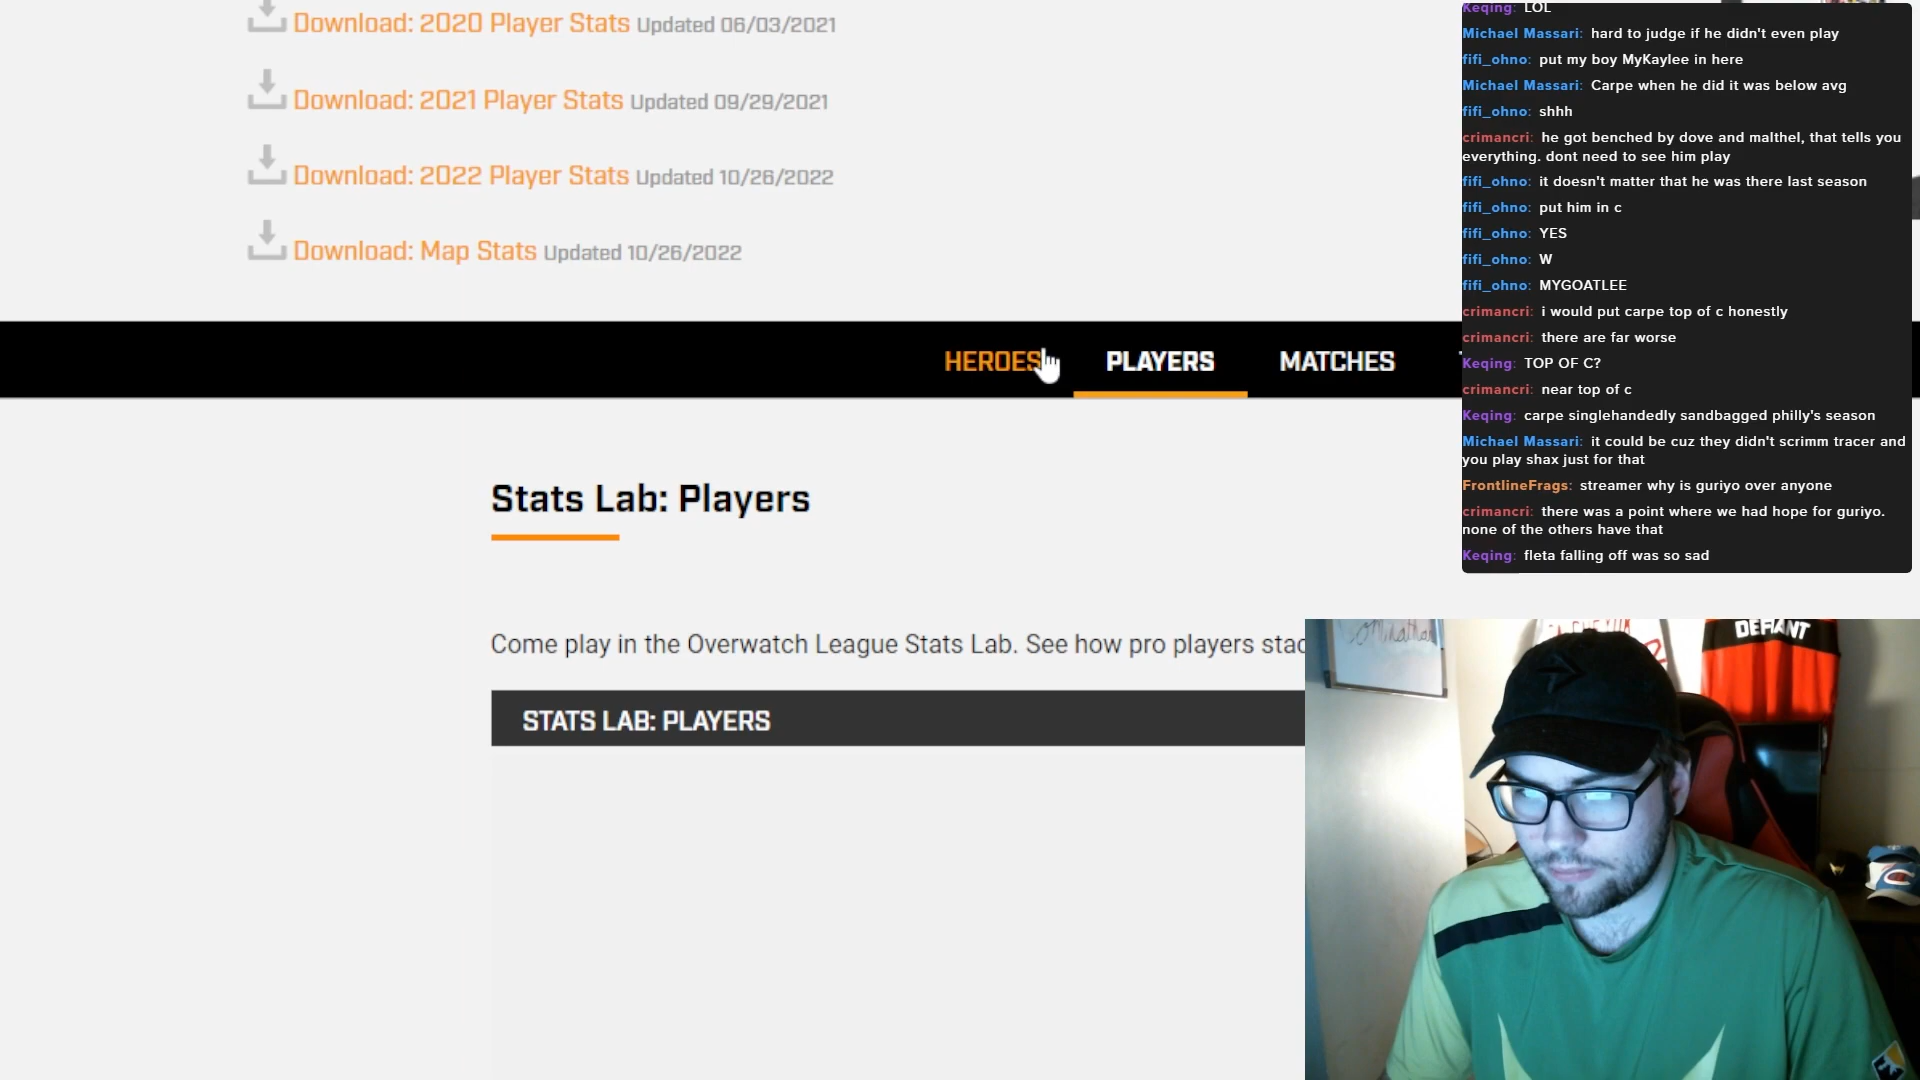 Download: 2020 Player Stats Updated 06/03/2021
Download: 2021 Player Stats Updated 09/29/2021
Download: 2022 Player Stats Updated 10/26/2022
Download: Map Stats Updated 10/26/2022
HEROES PLAYERS MATCHES
Stats Lab: Players
Come play in the Overwatch League Stats Lab. See how pro players stac
STATS LAB: PLAYERS
Keqing: LOL
Michael Massari: hard to judge if he didn't even play
fifi_ohno: put my boy MyKaylee in here
Michael Massari: Carpe when he did it was below avg
fifi_ohno: shhh
crimancri: he got benched by dove and malthel, that tells you
everything. dont need to see him play
fifi_ohno: it doesn't matter that he was there last season
fifi_ohno: put him in c
fifi_ohno: YES
fifi_ohno: W
fifi_ohno: MYGOATLEE
crimancri: i would put carpe top of c honestly
crimancri: there are far worse
Keqing: TOP OF C?
crimancri: near top of c
Keqing: carpe singlehandedly sandbagged philly's season
Michael Massari: it could be cuz they didn't scrimm tracer and
you play shax just for that
FrontlineFrags: streamer why is guriyo over anyone
crimancri: there was a point where we had hope for guriyo.
none of the others have that
Keqing: fleta falling off was so sad
DEFIANT